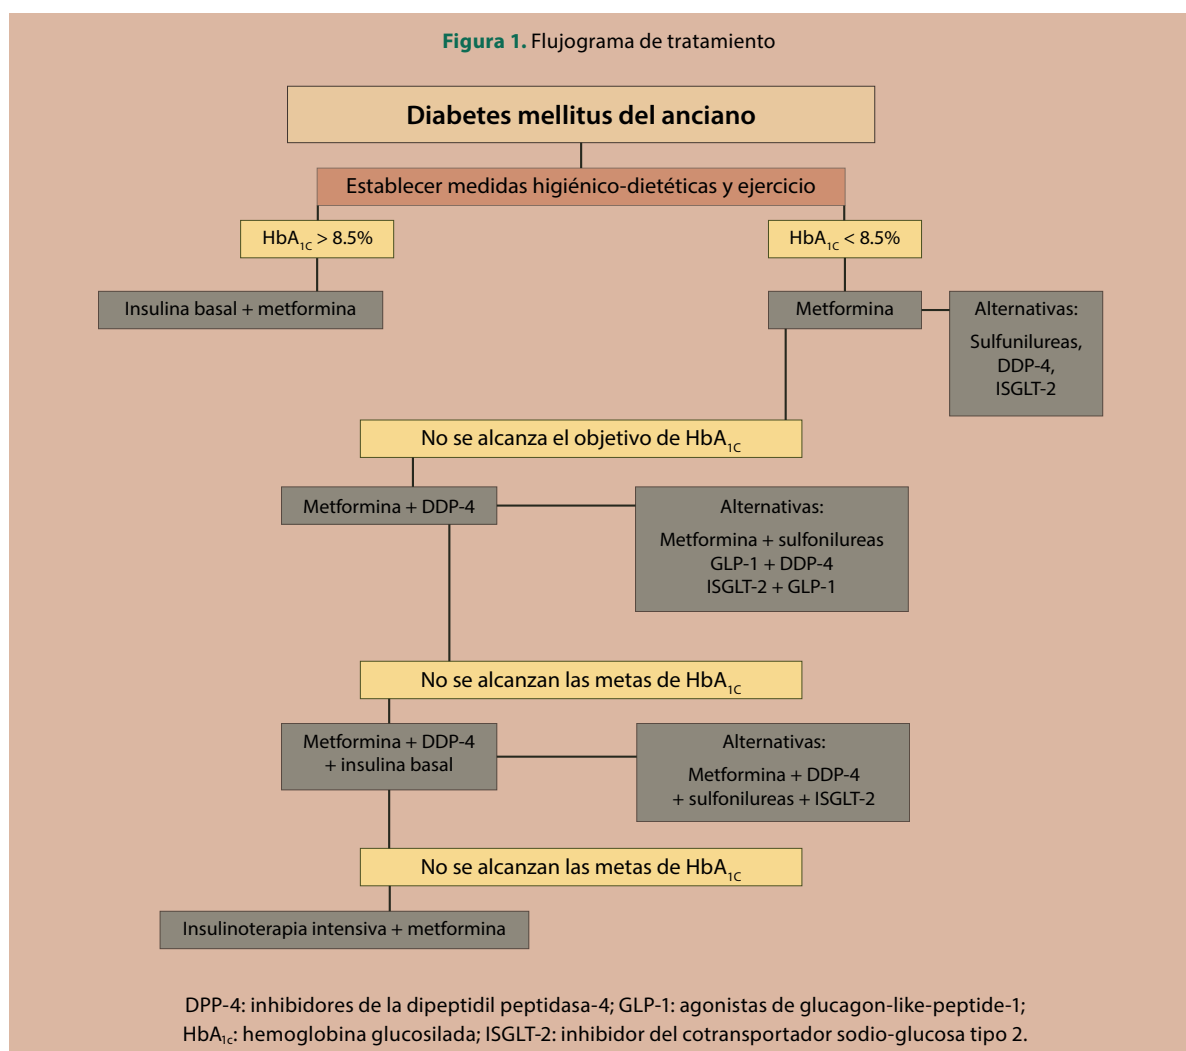 Figura 1. Flujograma de tratamiento
Diabetes mellitus del anciano
Establecer medidas higiénico-dietéticas y ejercicio
HbA1C > 8.5%
HbA1C < 8.5%
Insulina basal + metformina
Metformina
Alternativas:
Sulfunilureas,
DDP-4,
ISGLT-2
No se alcanza el objetivo de HbA1C
Metformina + DDP-4
Alternativas:
Metformina + sulfonilureas
GLP-1 + DDP-4
ISGLT-2 + GLP-1
No se alcanzan las metas de HbA1C
Metformina + DDP-4
+ insulina basal
Alternativas:
Metformina + DDP-4
+ sulfonilureas + ISGLT-2
No se alcanzan las metas de HbA1C
Insulinoterapia intensiva + metformina
DPP-4: inhibidores de la dipeptidil peptidasa-4; GLP-1: agonistas de glucagon-like-peptide-1;
HbA1c: hemoglobina glucosilada; ISGLT-2: inhibidor del cotransportador sodio-glucosa tipo 2.